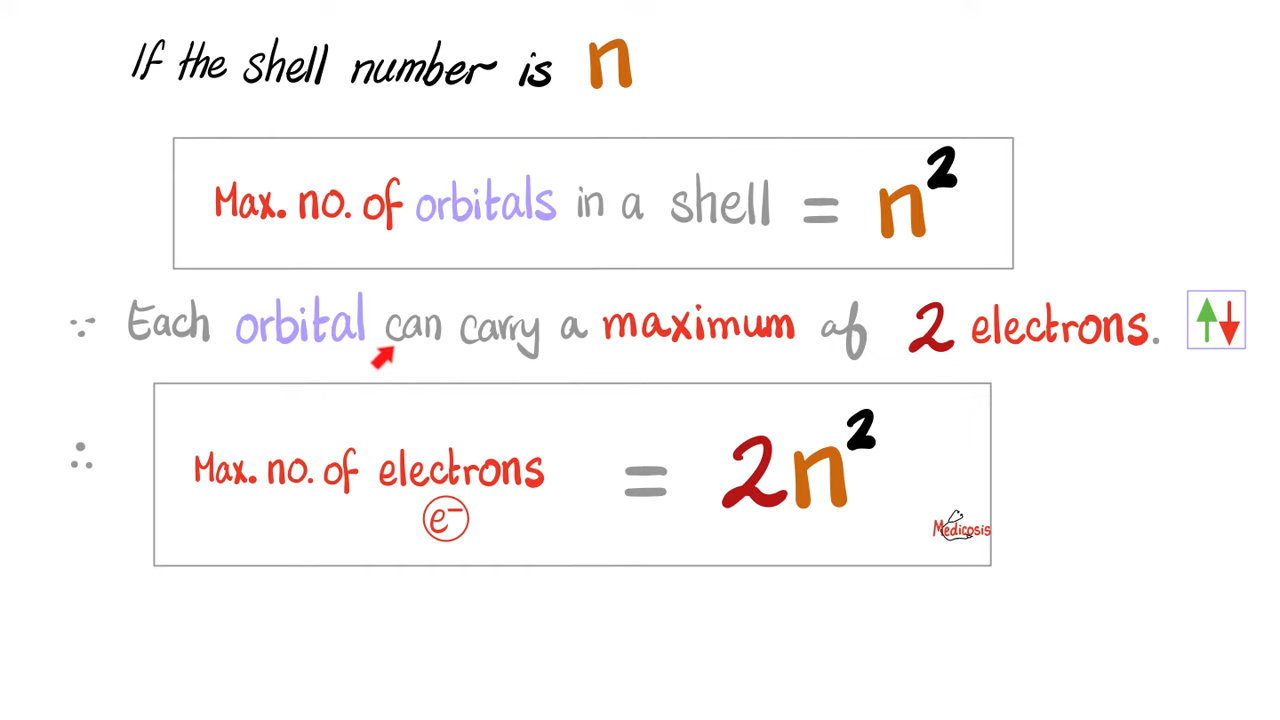 If the shell number is n
Max. no. of orbitals in a shell = n²
∵ Each orbital can carry a maximum of 2 electrons.
∴ Max. no. of electrons = 2n²
e⁻
Medicosis